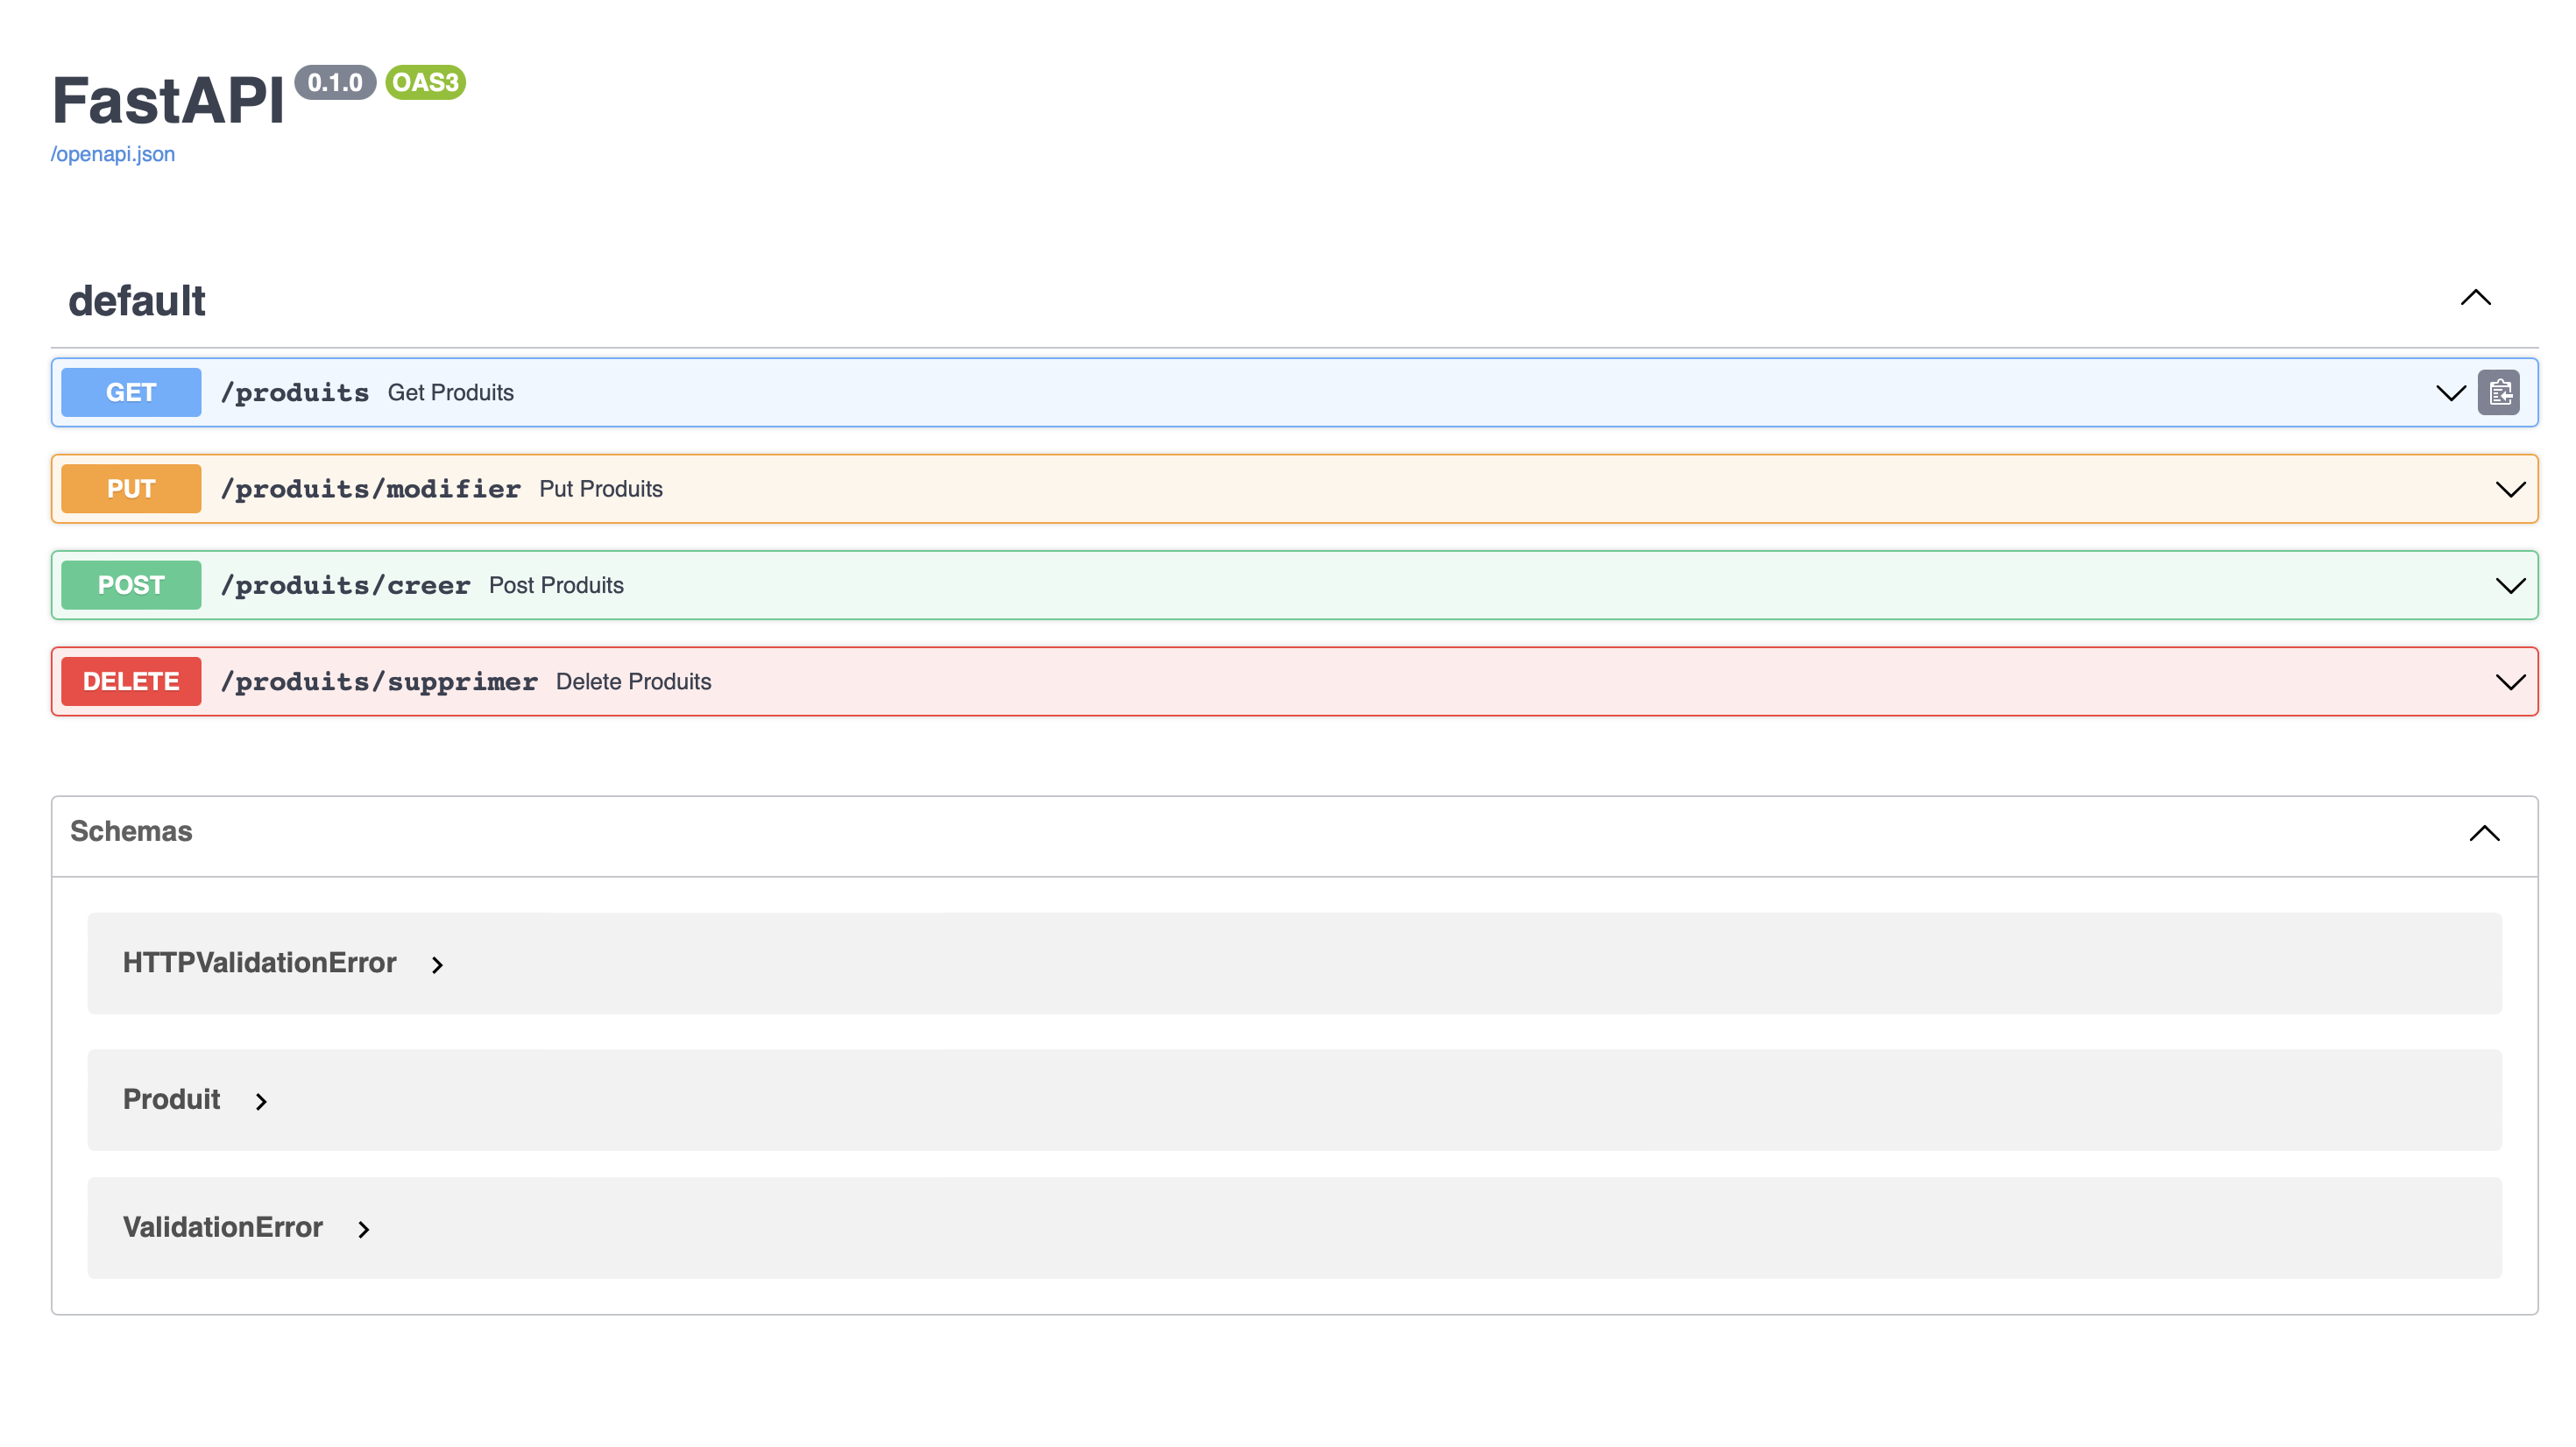 FastAPI 0.1.0 OAS3
/openapi.json
default
GET /produits Get Produits
PUT /produits/modifier Put Produits
POST /produits/creer Post Produits
DELETE /produits/supprimer Delete Produits
Schemas
HTTPValidationError
Produit
ValidationError